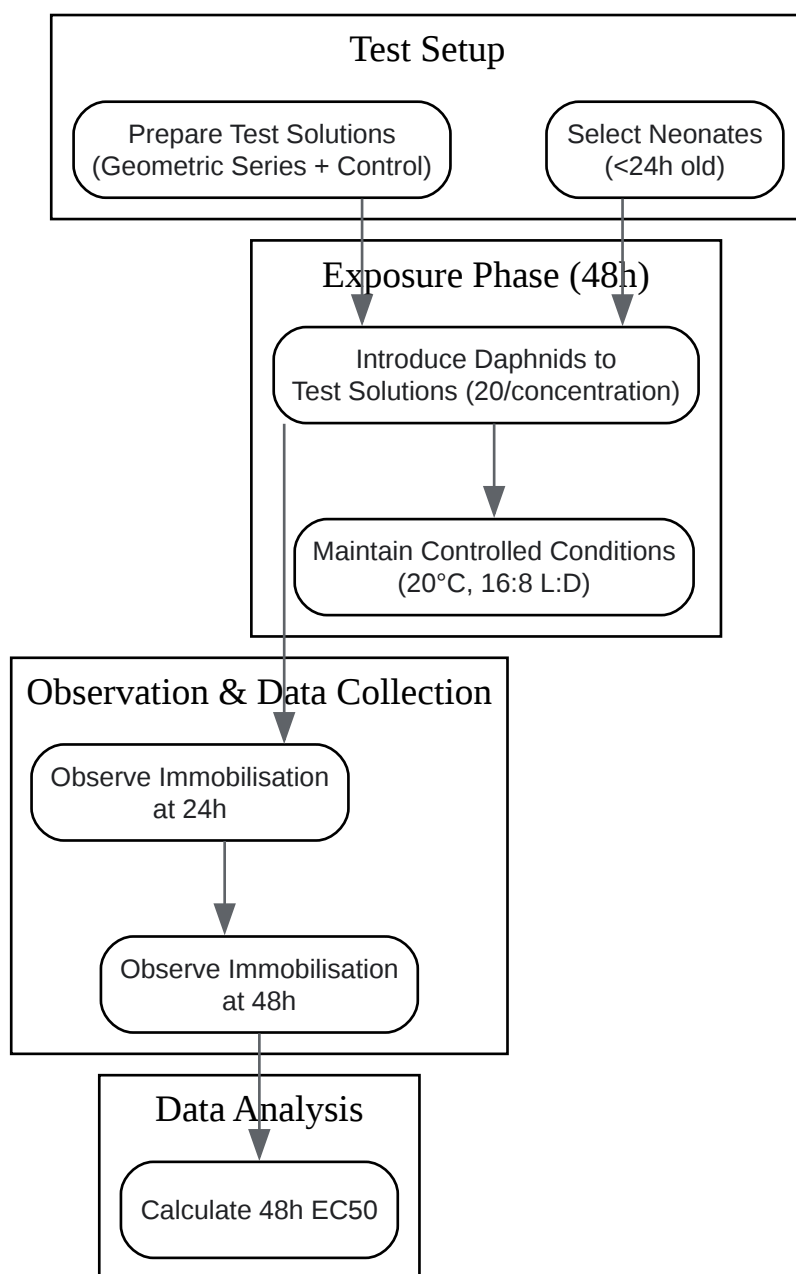 Test Setup
Prepare Test Solutions
(Geometric Series + Control)
Select Neonates
(<24h old)
Exposure Phase (48h)
Introduce Daphnids to
Test Solutions (20/concentration)
Maintain Controlled Conditions
(20°C, 16:8 L:D)
Observation & Data Collection
Observe Immobilisation
at 24h
Observe Immobilisation
at 48h
Data Analysis
Calculate 48h EC50